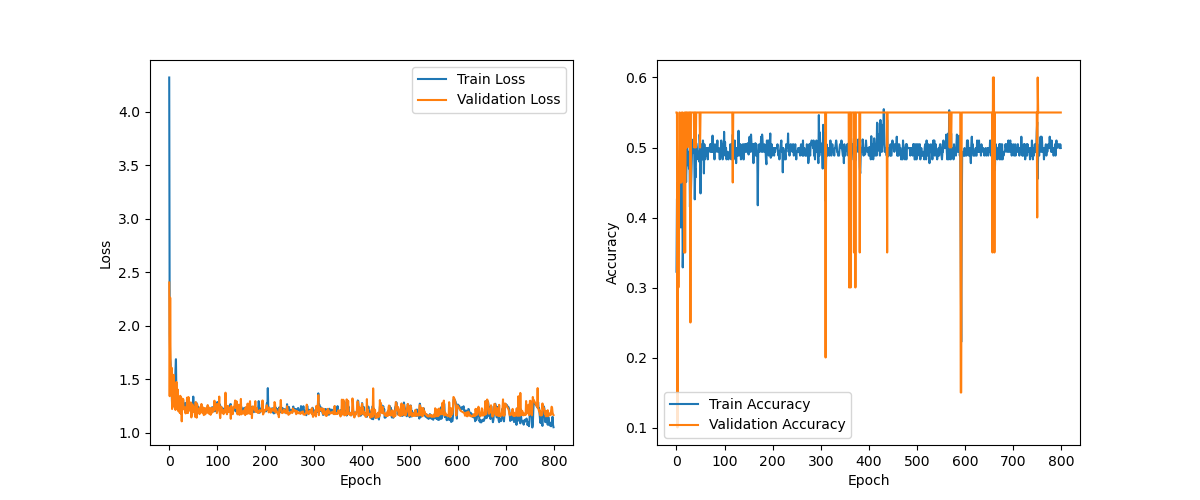 Train Loss
Validation Loss
4.0
3.5
3.0
2.5
2.0
1.5
1.0
Loss
0 100 200 300 400 500 600 700 800
Epoch
0.6
0.5
0.4
0.3
0.2
0.1
Accuracy
Train Accuracy
Validation Accuracy
0 100 200 300 400 500 600 700 800
Epoch